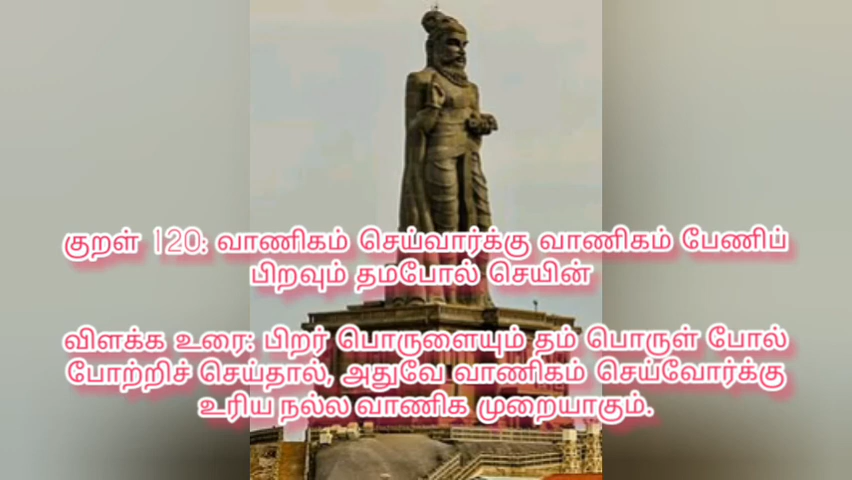 குறள் 120: வாணிகம் செய்வார்க்கு வாணிகம் பேணிப்
பிறவும் தமபோல் செயின்
விளக்க உரை: பிறர் பொருளையும் தம் பொருள் போல்
போற்றிச் செய்தால், அதுவே வாணிகம் செய்வோர்க்கு
உரிய நல்ல வாணிக முறையாகும்.